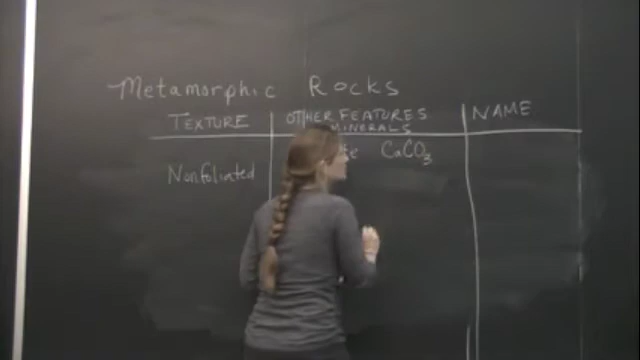 Metamorphic Rocks
TEXTURE OTHER FEATURES NAME
MINERALS
CaCO3
Nonfoliated